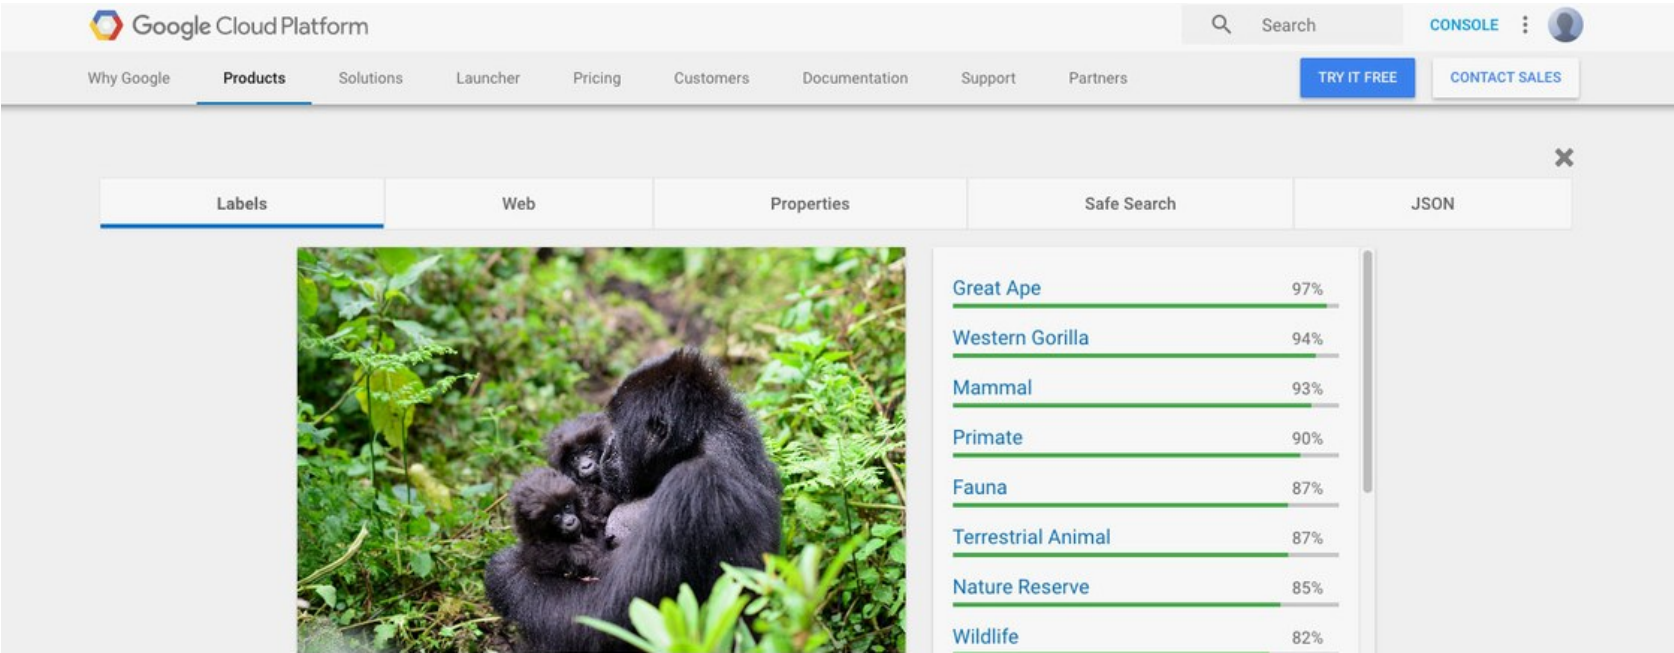 Google Cloud Platform
Search
CONSOLE
Why Google Products Solutions Launcher Pricing Customers Documentation Support Partners TRY IT FREE CONTACT SALES
Labels Web Properties Safe Search JSON
Great Ape 97%
Western Gorilla 94%
Mammal 93%
Primate 90%
Fauna 87%
Terrestrial Animal 87%
Nature Reserve 85%
Wildlife 82%